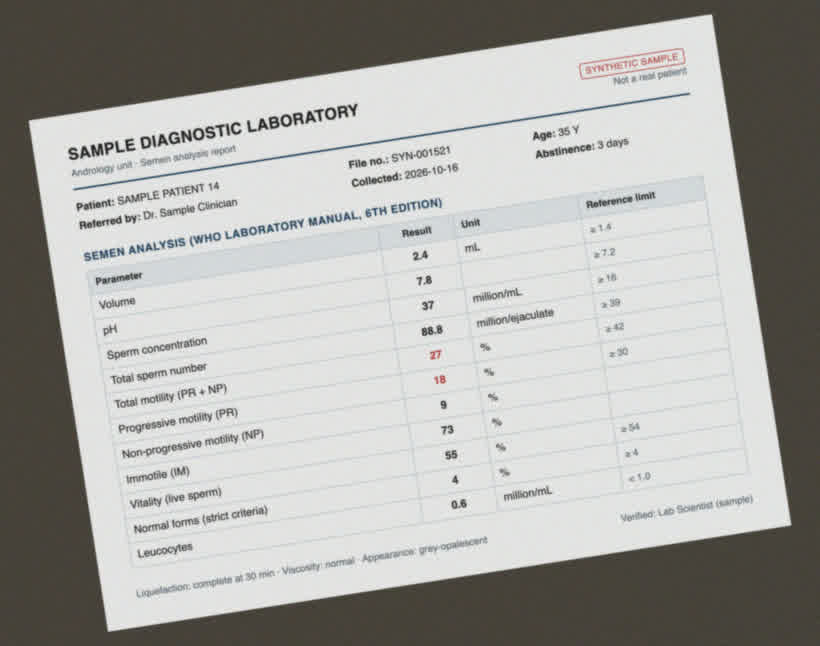 SYNTHETIC SAMPLE
Not a real patient
SAMPLE DIAGNOSTIC LABORATORY
Andrology unit · Semen analysis report
Patient: SAMPLE PATIENT 14 File no.: SYN-001521 Age: 35 Y
Referred by: Dr. Sample Clinician Collected: 2026-10-16 Abstinence: 3 days
SEMEN ANALYSIS (WHO LABORATORY MANUAL, 6TH EDITION)
Parameter Result Unit Reference limit
Volume 2.4 mL ≥ 1.4
pH 7.8 ≥ 7.2
Sperm concentration 37 million/mL ≥ 16
Total sperm number 88.8 million/ejaculate ≥ 39
Total motility (PR + NP) 27 % ≥ 42
Progressive motility (PR) 18 % ≥ 30
Non-progressive motility (NP) 9 %
Immotile (IM) 73 %
Vitality (live sperm) 55 % ≥ 54
Normal forms (strict criteria) 4 % ≥ 4
Leucocytes 0.6 million/mL < 1.0
Liquefaction: complete at 30 min · Viscosity: normal · Appearance: grey-opalescent
Verified: Lab Scientist (sample)